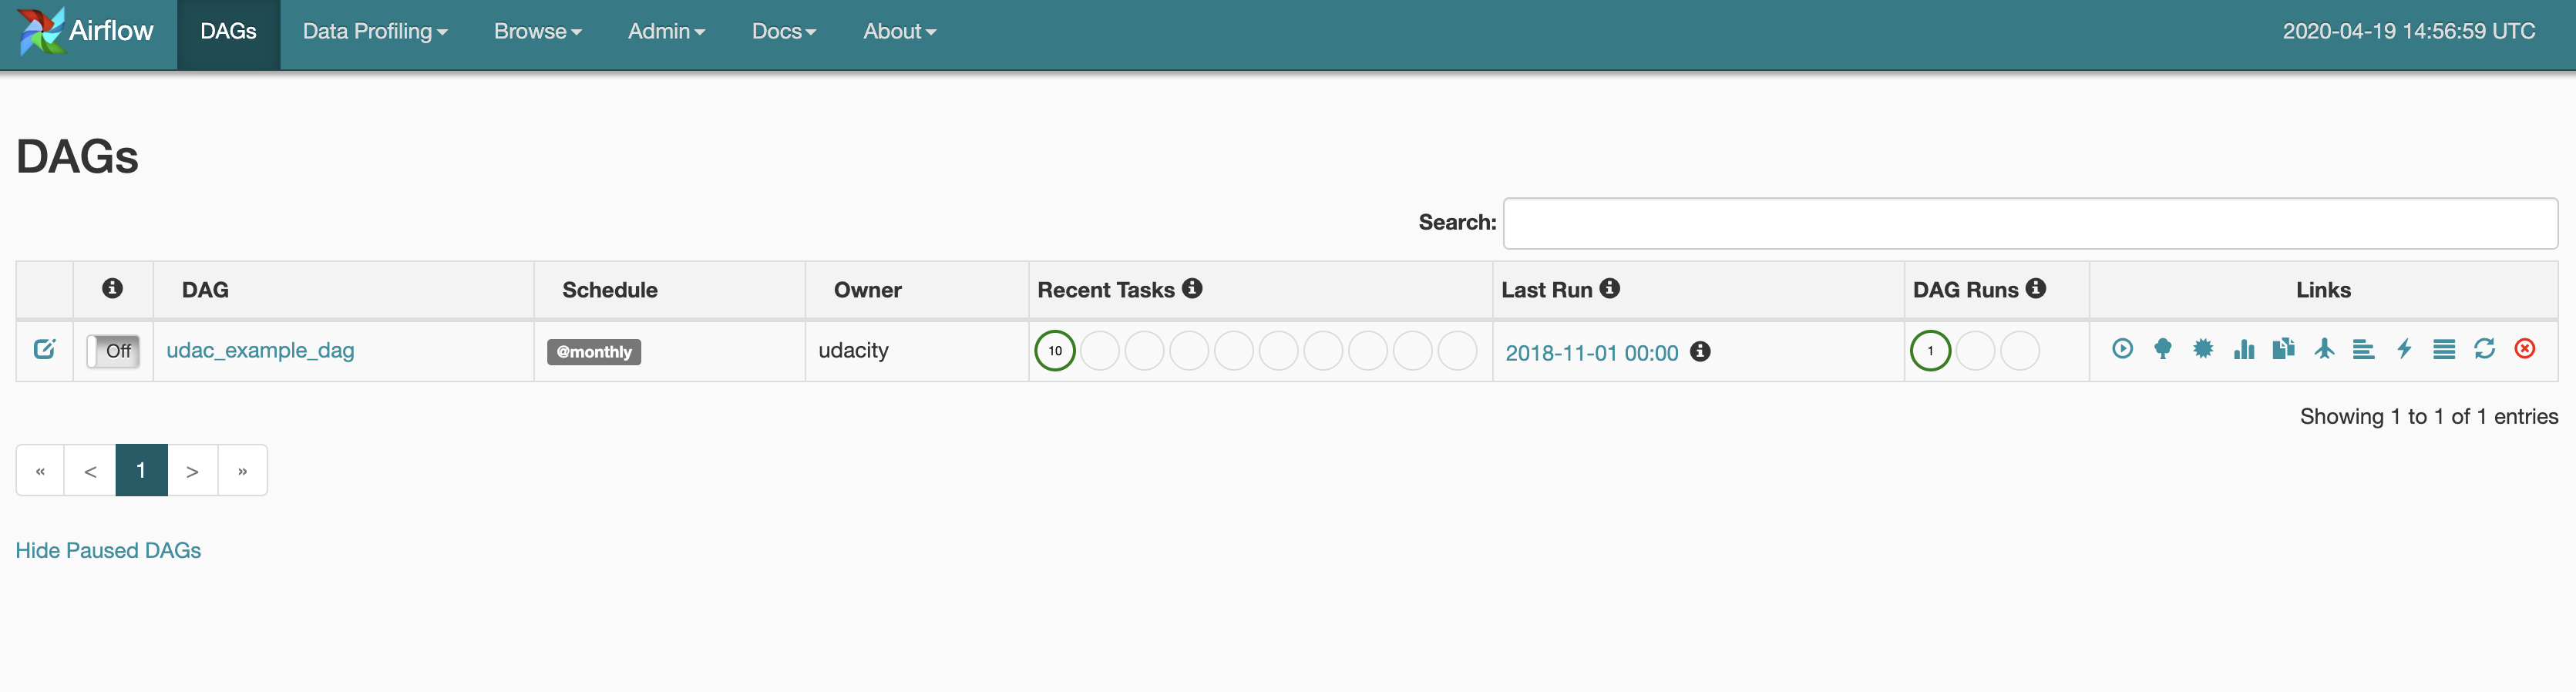 Airflow DAGs Data Profiling Browse Admin Docs About 2020-04-19 14:56:59 UTC
DAGs
Search:
DAG Schedule Owner Recent Tasks Last Run DAG Runs Links
Off udac_example_dag @monthly udacity 10 2018-11-01 00:00 1
Showing 1 to 1 of 1 entries
« < 1 > »
Hide Paused DAGs